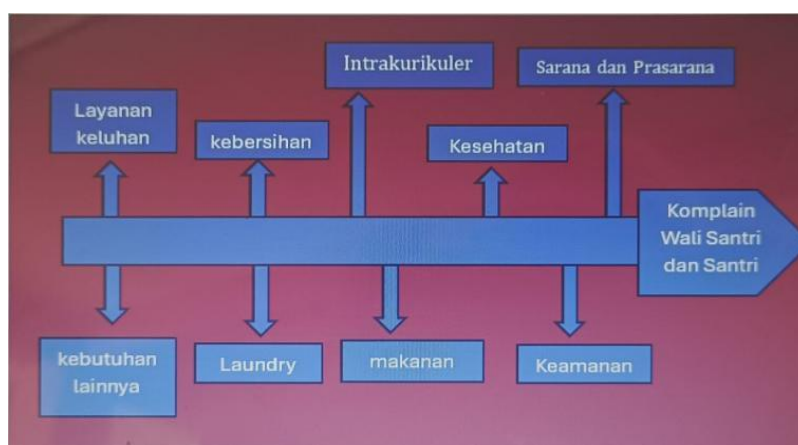 Intrakurikuler
Sarana dan Prasarana
Layanan
keluhan
kebersihan
Kesehatan
Komplain
Wali Santri
dan Santri
kebutuhan
lainnya
Laundry
makanan
Keamanan